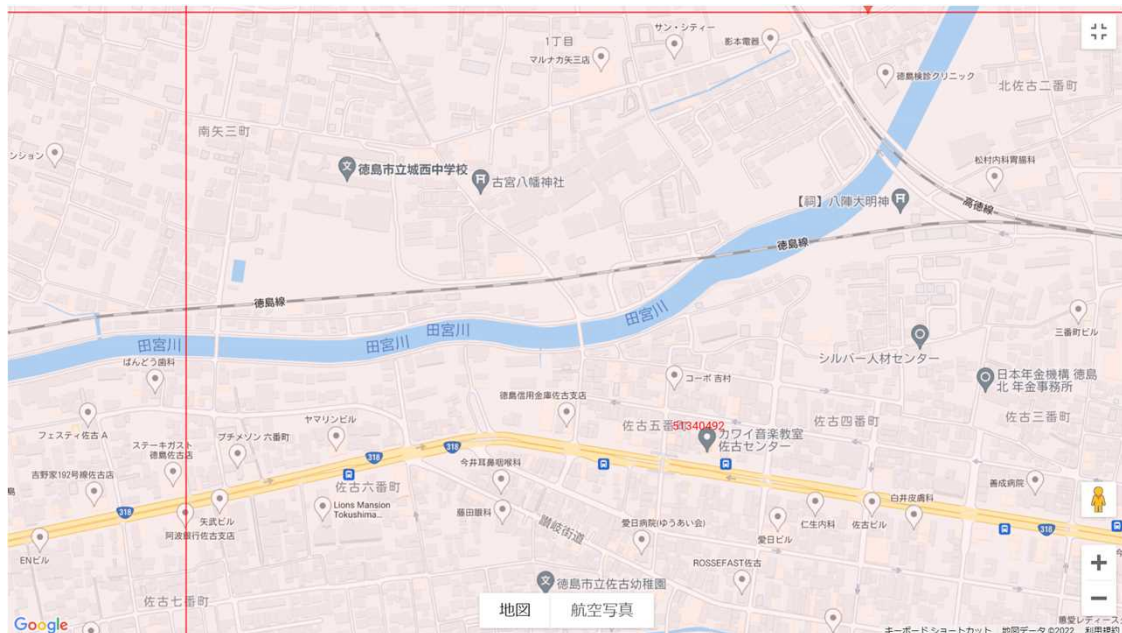 サン・シティー
影本電器
1丁目
マルナカ矢三店
徳島検診クリニック
北佐古二番町
南矢三町
ンション
徳島市立城西中学校
古宮八幡神社
松村内科胃腸科
【祠】八陣大明神
高徳線
徳島線
徳島線
田宮川
田宮川
田宮川
田宮川
三番町ビル
シルバー人材センター
ばんどう歯科
コーポ 吉村
日本年金機構 徳島
北 年金事務所
徳島信用金庫佐古支店
フェスティ佐古 A
ヤマリンビル
佐古五番町
51340492
佐古四番町
佐古三番町
プチメゾン 六番町
カワイ音楽教室
佐古センター
ステーキガスト
徳島佐古店
318
318
今井耳鼻咽喉科
吉野家192号線佐古店
佐古六番町
善成病院
島
藤田眼科
Lions Mansion
Tokushima...
白井皮膚科
318
矢武ビル
讃岐街道
愛日病院(ゆうあい会)
仁生内科
佐古ビル
318
阿波銀行佐古支店
愛日ビル
ENビル
ROSSEFAST佐古
徳島市立佐古幼稚園
佐古七番町
地図
航空写真
Google
キーボード ショートカット
地図データ ©2022
利用規約